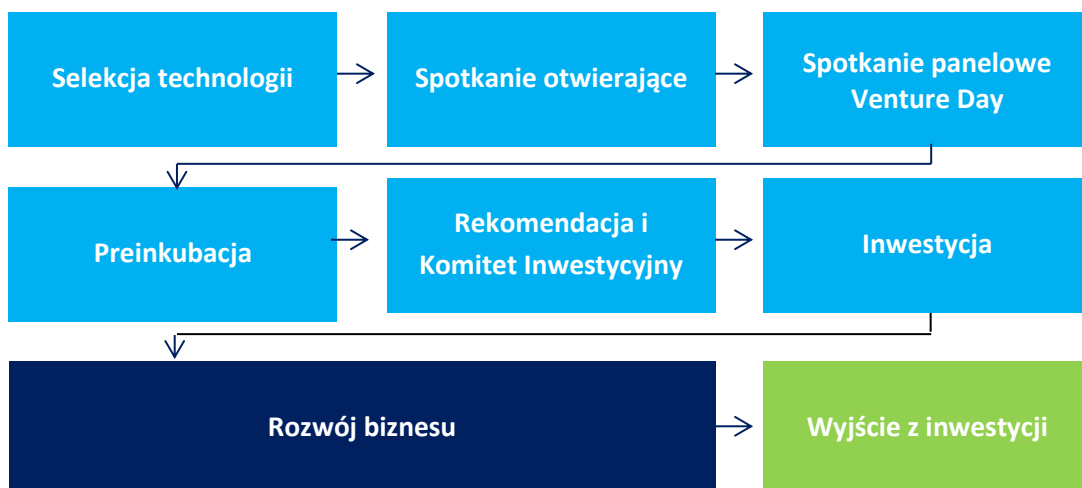 Selekcja technologii
Spotkanie otwierające
Spotkanie panelowe
Venture Day
Preinkubacja
Rekomendacja i
Komitet Inwestycyjny
Inwestycja
Rozwój biznesu
Wyjście z inwestycji